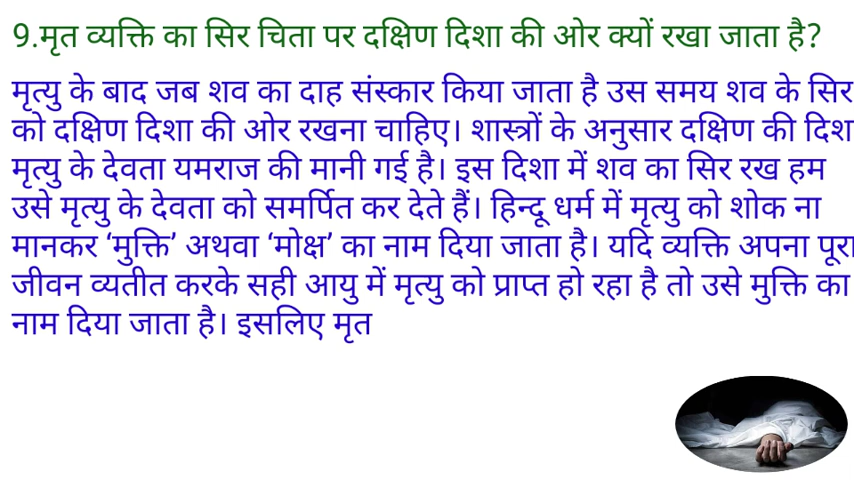 9.मृत व्यक्ति का सिर चिता पर दक्षिण दिशा की ओर क्यों रखा जाता है?
मृत्यु के बाद जब शव का दाह संस्कार किया जाता है उस समय शव के सिर
को दक्षिण दिशा की ओर रखना चाहिए। शास्त्रों के अनुसार दक्षिण की दिश
मृत्यु के देवता यमराज की मानी गई है। इस दिशा में शव का सिर रख हम
उसे मृत्यु के देवता को समर्पित कर देते हैं। हिन्दू धर्म में मृत्यु को शोक ना
मानकर ‘मुक्ति’ अथवा ‘मोक्ष’ का नाम दिया जाता है। यदि व्यक्ति अपना पूरा
जीवन व्यतीत करके सही आयु में मृत्यु को प्राप्त हो रहा है तो उसे मुक्ति का
नाम दिया जाता है। इसलिए मृत